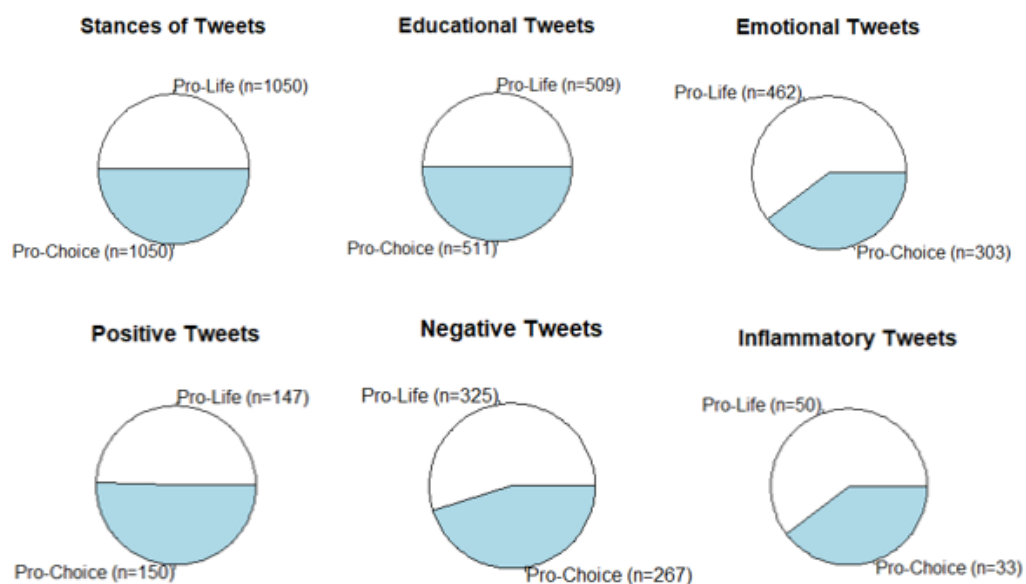 Stances of Tweets
Pro-Life (n=1050)
Pro-Choice (n=1050)
Educational Tweets
Pro-Life (n=509)
Pro-Choice (n=511)
Emotional Tweets
Pro-Life (n=462)
Pro-Choice (n=303)
Positive Tweets
Pro-Life (n=147)
Pro-Choice (n=150)
Negative Tweets
Pro-Life (n=325)
Pro-Choice (n=267)
Inflammatory Tweets
Pro-Life (n=50)
Pro-Choice (n=33)